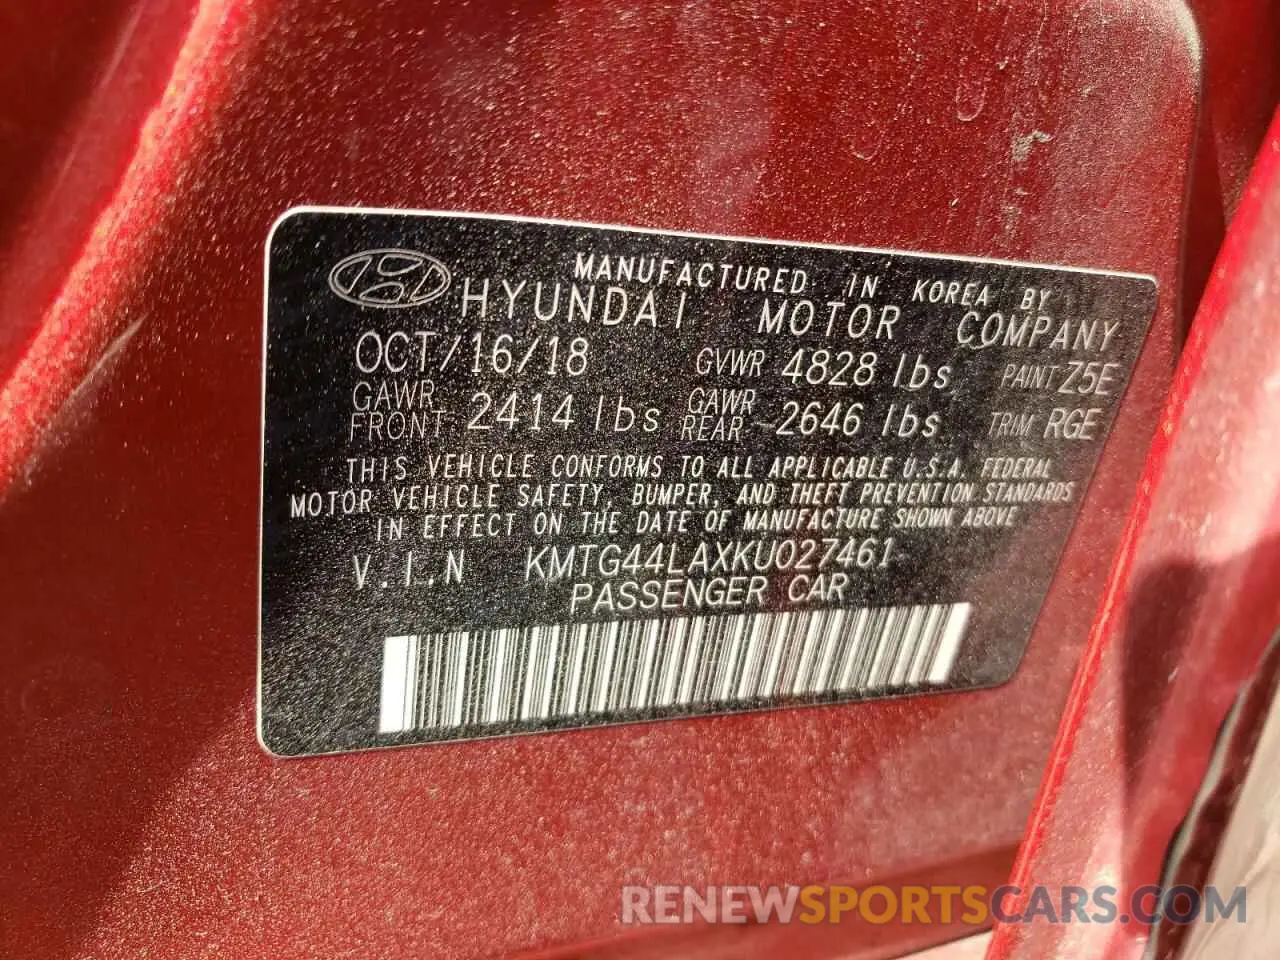 MANUFACTURED IN KOREA BY
HYUNDAI MOTOR COMPANY
OCT/16/18 GVWR 4828 lbs PAINT Z5E
GAWR FRONT 2414 lbs GAWR REAR 2646 lbs TRIM RGE
THIS VEHICLE CONFORMS TO ALL APPLICABLE U.S.A. FEDERAL
MOTOR VEHICLE SAFETY, BUMPER, AND THEFT PREVENTION STANDARDS
IN EFFECT ON THE DATE OF MANUFACTURE SHOWN ABOVE
V.I.N KMTG44LAXKU027461
PASSENGER CAR
RENEWSPORTSCARS.COM